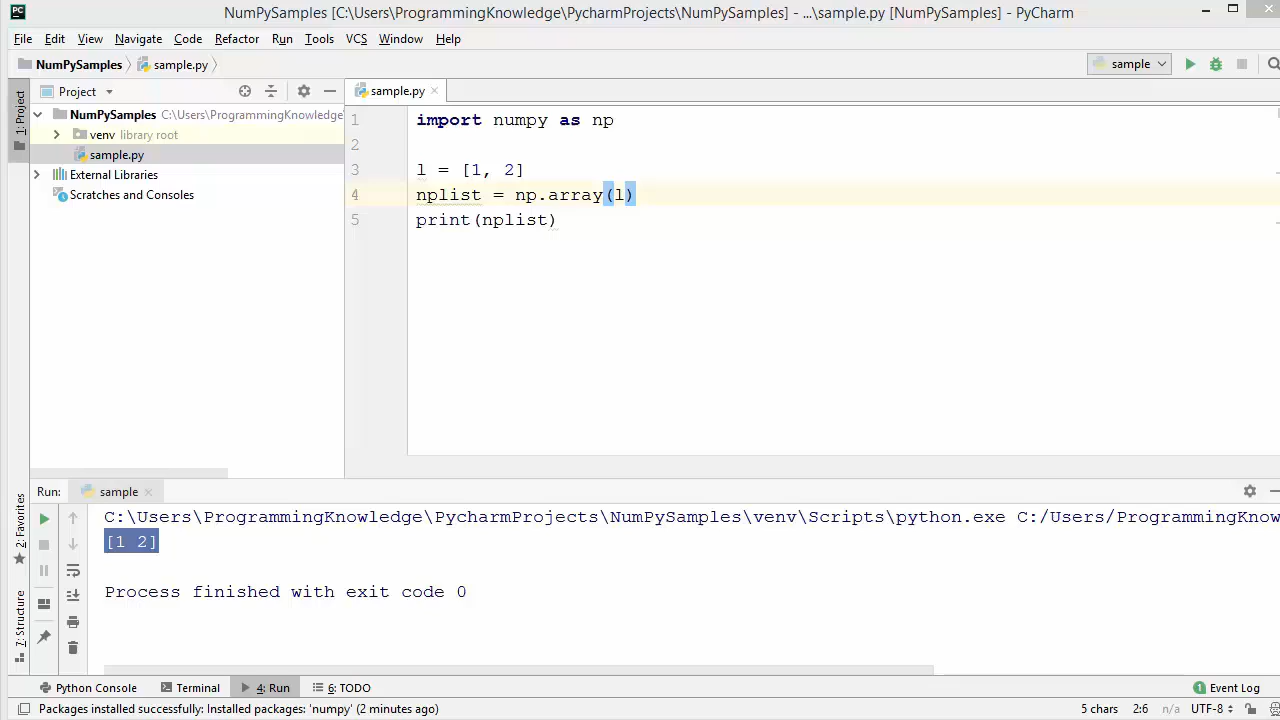 PC NumPySamples [C:\Users\ProgrammingKnowledge\PycharmProjects\NumPySamples] - ...\sample.py [NumPySamples] - PyCharm
File Edit View Navigate Code Refactor Run Tools VCS Window Help
NumPySamples sample.py sample
1: Project
Project
sample.py
NumPySamples C:\Users\ProgrammingKnowledge
venv library root
sample.py
External Libraries
Scratches and Consoles
1 import numpy as np
2
3 l = [1, 2]
4 nplist = np.array(l)
5 print(nplist)
Run: sample
C:\Users\ProgrammingKnowledge\PycharmProjects\NumPySamples\venv\Scripts\python.exe C:/Users/ProgrammingKnow
[1 2]
Process finished with exit code 0
2: Favorites
7: Structure
Python Console Terminal 4: Run 6: TODO 1 Event Log
Packages installed successfully: Installed packages: 'numpy' (2 minutes ago) 5 chars 2:6 n/a UTF-8